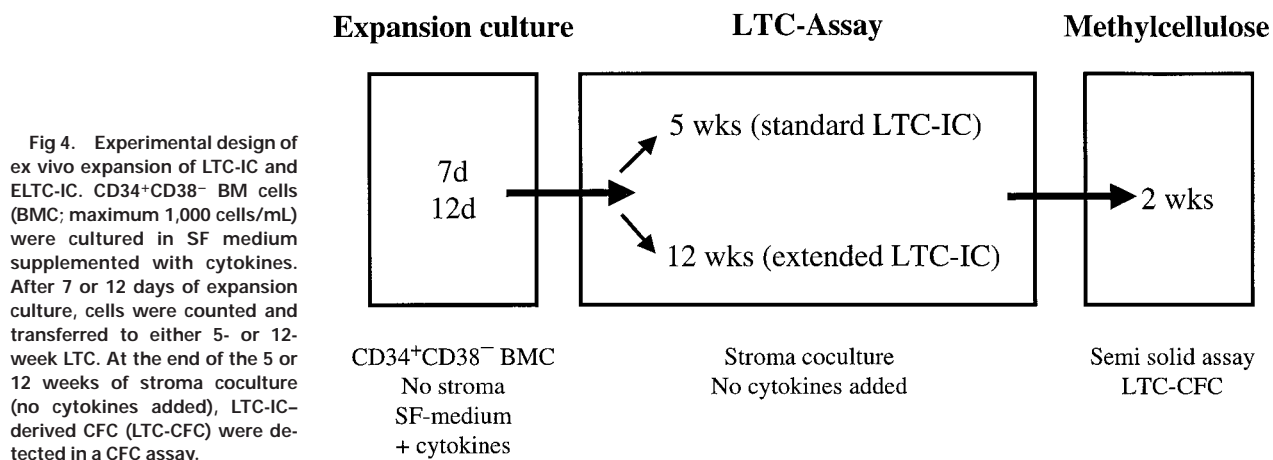 Expansion culture
LTC-Assay
Methylcellulose
Fig 4. Experimental design of
ex vivo expansion of LTC-IC and
ELTC-IC. CD34+CD38− BM cells
(BMC; maximum 1,000 cells/mL)
were cultured in SF medium
supplemented with cytokines.
After 7 or 12 days of expansion
culture, cells were counted and
transferred to either 5- or 12-
week LTC. At the end of the 5 or
12 weeks of stroma coculture
(no cytokines added), LTC-IC–
derived CFC (LTC-CFC) were de-
tected in a CFC assay.
7d
12d
5 wks (standard LTC-IC)
12 wks (extended LTC-IC)
2 wks
CD34+CD38− BMC
No stroma
SF-medium
+ cytokines
Stroma coculture
No cytokines added
Semi solid assay
LTC-CFC